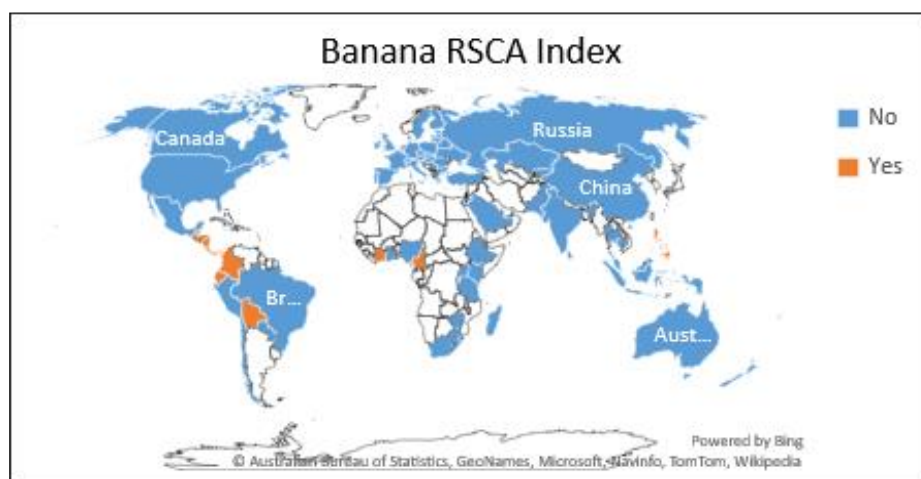 Banana RSCA Index
No
Yes
Canada
Russia
China
Br...
Aust...
Powered by Bing
© Australian Bureau of Statistics, GeoNames, Microsoft, Navinfo, TomTom, Wikipedia